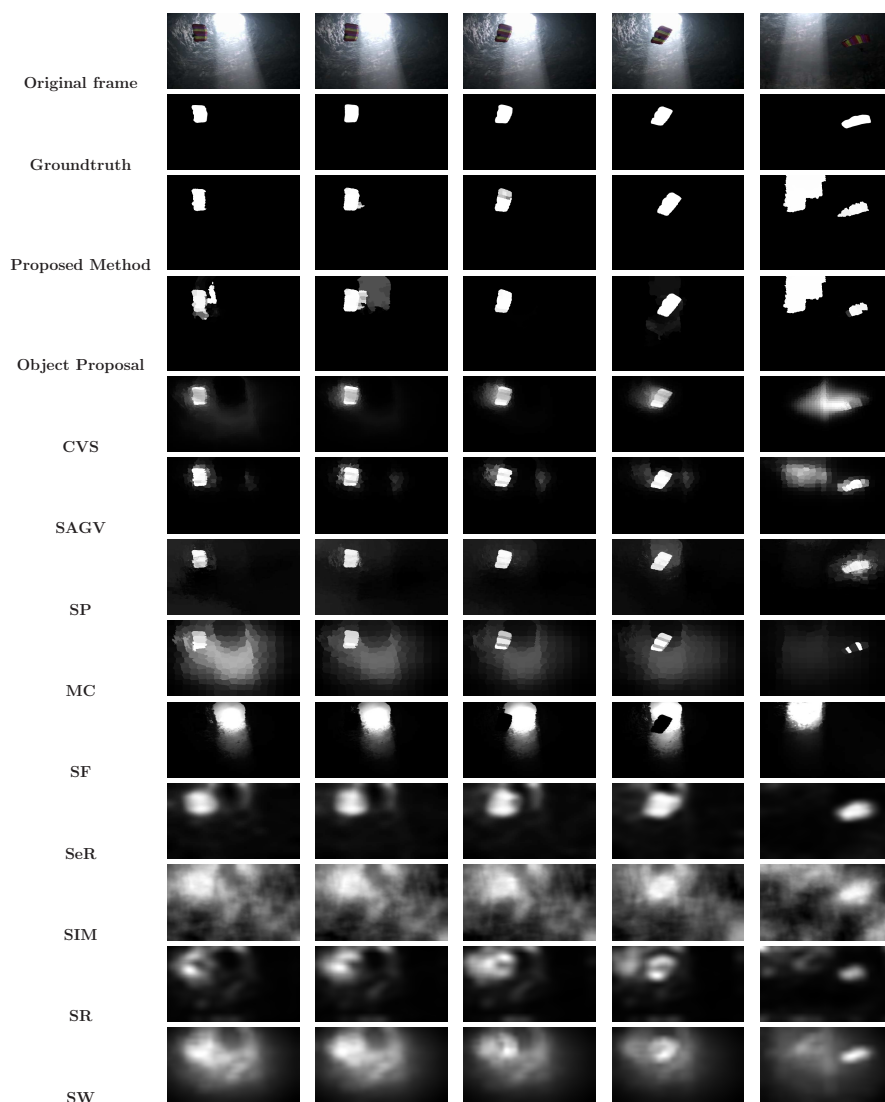 Original frame
Groundtruth
Proposed Method
Object Proposal
CVS
SAGV
SP
MC
SF
SeR
SIM
SR
SW